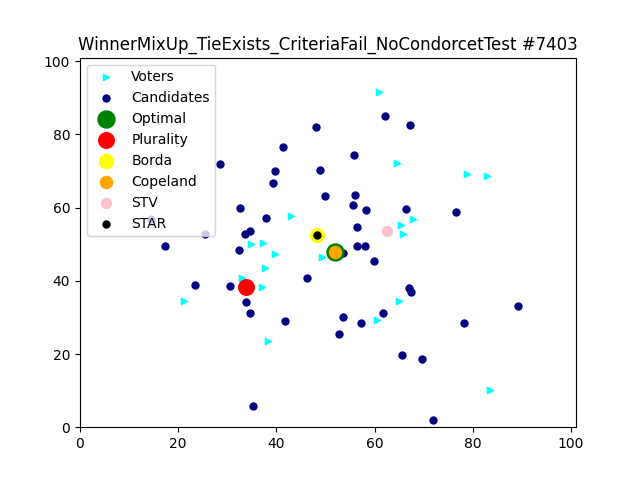 WinnerMixUp_TieExists_CriteriaFail_NoCondorcetTest #7403
Voters
Candidates
Optimal
Plurality
Borda
Copeland
STV
STAR
100
80
60
40
20
0
0 20 40 60 80 100